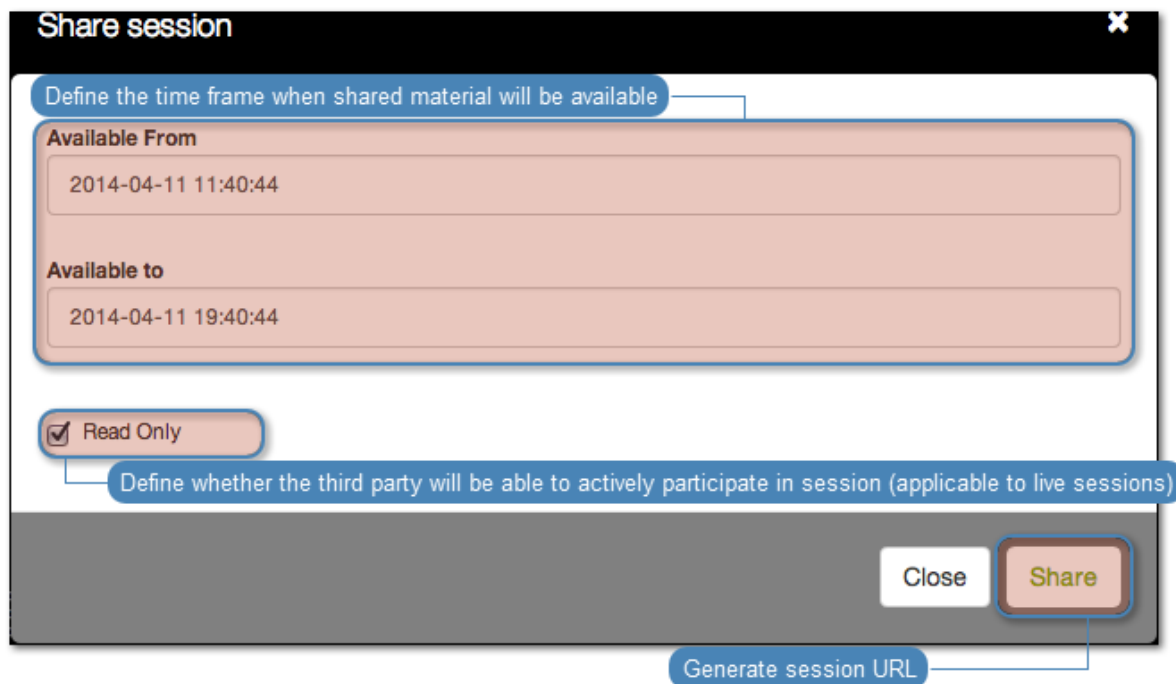 Share session
Define the time frame when shared material will be available
Available From
2014-04-11 11:40:44
Available to
2014-04-11 19:40:44
Read Only
Define whether the third party will be able to actively participate in session (applicable to live sessions)
Close
Share
Generate session URL